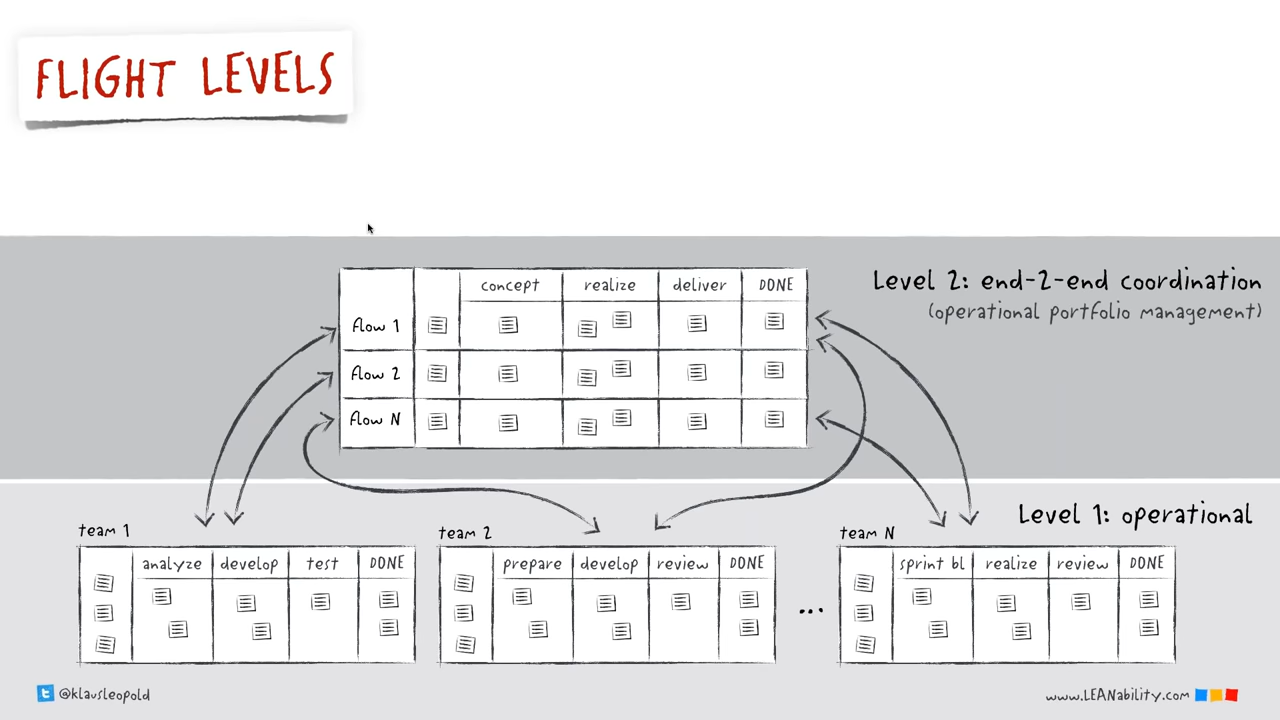 FLIGHT LEVELS
Level 2: end-2-end coordination
(operational portfolio management)
concept realize deliver DONE
flow 1
flow 2
flow N
Level 1: operational
team 1
analyze develop test DONE
team 2
prepare develop review DONE
...
team N
sprint bl realize review DONE
@klausleopold
www.LEANability.com